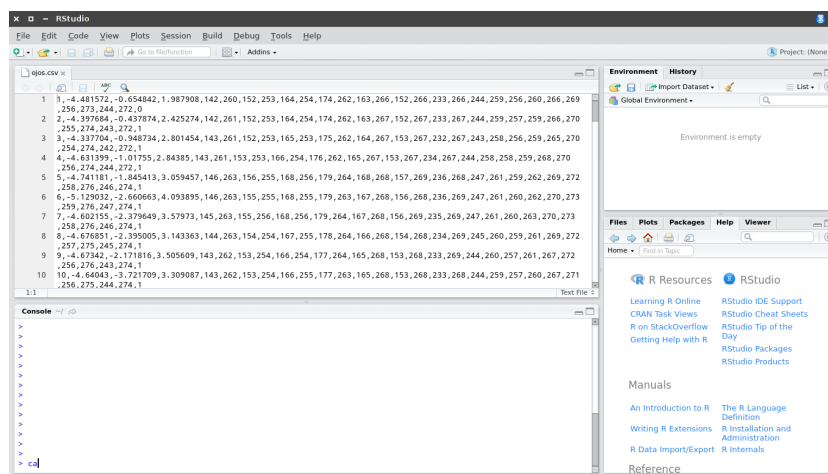 RStudio
File Edit Code View Plots Session Build Debug Tools Help
Go to file/function Addins Project: (None
ojos.csv
1 1,-4.481572,-0.654842,1.987908,142,260,152,253,164,254,174,262,163,266,152,266,233,266,244,259,256,260,266,269
,256,273,244,272,0
2 2,-4.397684,-0.437874,2.425274,142,261,152,253,164,254,176,262,163,267,152,267,233,267,244,259,257,259,266,270
,255,274,243,272,1
3 3,-4.337704,-0.948734,2.801454,143,261,152,253,165,253,175,262,164,267,153,267,232,267,243,258,256,259,265,270
,254,274,242,272,1
4 4,-4.631399,-1.01755,2.84385,143,261,153,253,166,254,176,262,165,267,153,267,234,267,244,258,258,259,268,270
,256,274,244,272,1
5 5,-4.741181,-1.845413,3.059457,146,263,156,255,168,256,179,264,168,268,157,269,236,268,247,261,259,262,269,272
,258,276,246,274,1
6 6,-5.129032,-2.660663,4.093895,146,263,155,255,168,255,179,263,167,268,156,268,236,269,247,261,260,262,270,273
,259,276,247,274,1
7 7,-4.602155,-2.379649,3.57973,145,263,155,256,168,256,179,264,167,268,156,269,235,269,247,261,260,263,270,273
,258,276,246,274,1
8 8,-4.676851,-2.395005,3.143363,144,263,154,254,167,255,178,264,166,268,154,268,234,269,245,260,259,261,269,272
,257,275,245,274,1
9 9,-4.67342,-2.171816,3.505609,143,262,153,254,166,254,177,264,165,268,153,268,233,269,244,260,257,261,267,272
,256,276,243,274,1
10 10,-4.64043,-3.721709,3.309087,143,262,153,254,166,255,177,263,165,268,153,268,233,268,244,259,257,260,267,271
,256,275,244,274,1
1:1 Text File
Console ~/
>
>
>
>
>
>
>
>
>
>
>
> ca
Environment History
Import Dataset List
Global Environment
Environment is empty
Files Plots Packages Help Viewer
Home Find in Topic
R Resources RStudio
Learning R Online RStudio IDE Support
CRAN Task Views RStudio Cheat Sheets
R on StackOverflow RStudio Tip of the
Getting Help with R Day
RStudio Packages
RStudio Products
Manuals
An Introduction to R The R Language
Definition
Writing R Extensions R Installation and
Administration
R Data Import/Export R Internals
Reference